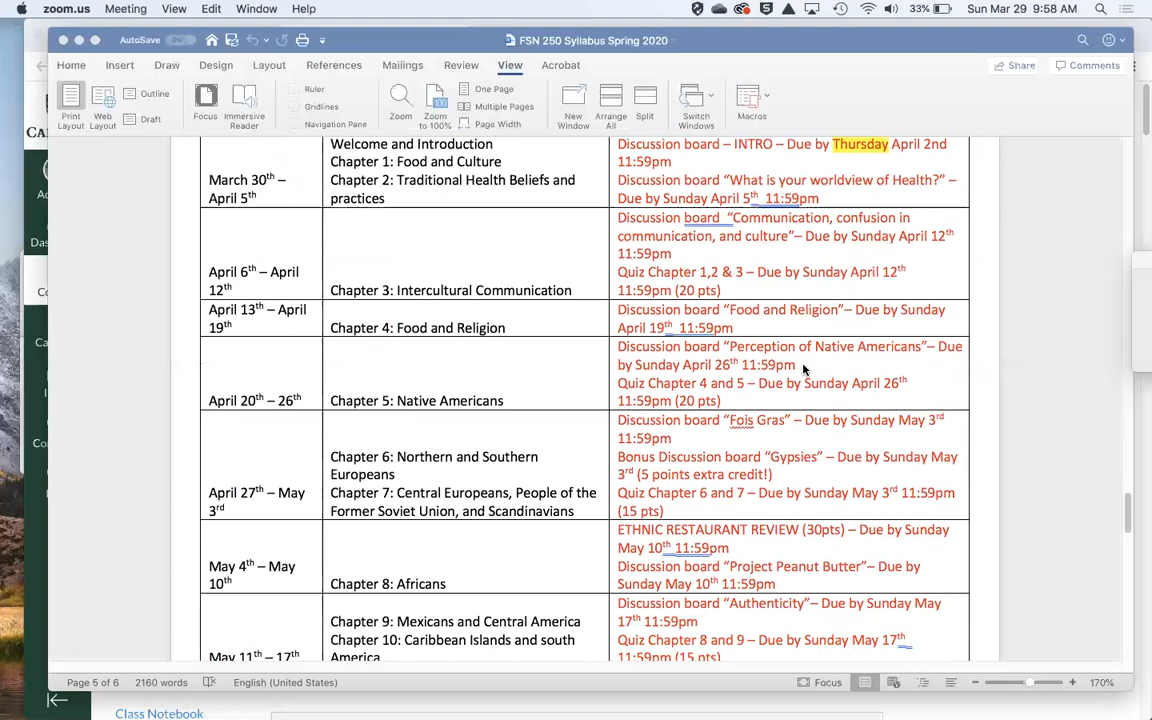 zoom.us Meeting View Edit Window Help 33% Sun Mar 29 9:58 AM
AutoSave FSN 250 Syllabus Spring 2020
Home Insert Draw Design Layout References Mailings Review View Acrobat Share Comments
Print Layout
Web Layout
Outline
Draft
Focus
Immersive Reader
Ruler
Gridlines
Navigation Pane
Zoom
Zoom to 100%
One Page
Multiple Pages
Page Width
New Window
Arrange All
Split
Switch Windows
Macros
March 30th –
April 5th
Welcome and Introduction
Chapter 1: Food and Culture
Chapter 2: Traditional Health Beliefs and
practices
Discussion board – INTRO – Due by Thursday April 2nd
11:59pm
Discussion board “What is your worldview of Health?” –
Due by Sunday April 5th 11:59pm
April 6th – April
12th
Chapter 3: Intercultural Communication
Discussion board “Communication, confusion in
communication, and culture”– Due by Sunday April 12th
11:59pm
Quiz Chapter 1,2 & 3 – Due by Sunday April 12th
11:59pm (20 pts)
April 13th – April
19th
Chapter 4: Food and Religion
Discussion board “Food and Religion”– Due by Sunday
April 19th 11:59pm
April 20th – 26th
Chapter 5: Native Americans
Discussion board “Perception of Native Americans”– Due
by Sunday April 26th 11:59pm
Quiz Chapter 4 and 5 – Due by Sunday April 26th
11:59pm (20 pts)
April 27th – May
3rd
Chapter 6: Northern and Southern
Europeans
Chapter 7: Central Europeans, People of the
Former Soviet Union, and Scandinavians
Discussion board “Fois Gras” – Due by Sunday May 3rd
11:59pm
Bonus Discussion board “Gypsies” – Due by Sunday May
3rd (5 points extra credit!)
Quiz Chapter 6 and 7 – Due by Sunday May 3rd 11:59pm
(15 pts)
May 4th – May
10th
Chapter 8: Africans
ETHNIC RESTAURANT REVIEW (30pts) – Due by Sunday
May 10th 11:59pm
Discussion board “Project Peanut Butter”– Due by
Sunday May 10th 11:59pm
May 11th – 17th
Chapter 9: Mexicans and Central America
Chapter 10: Caribbean Islands and south
America
Discussion board “Authenticity”– Due by Sunday May
17th 11:59pm
Quiz Chapter 8 and 9 – Due by Sunday May 17th
11:59pm (15 pts)
Page 5 of 6 2160 words English (United States) Focus 170%
Class Notebook